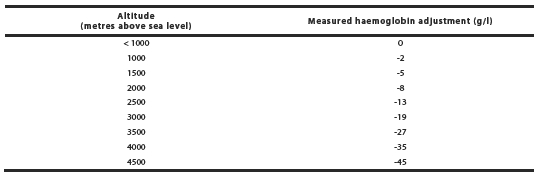 Altitude
(metres above sea level) Measured haemoglobin adjustment (g/l)
< 1000 0
1000 -2
1500 -5
2000 -8
2500 -13
3000 -19
3500 -27
4000 -35
4500 -45